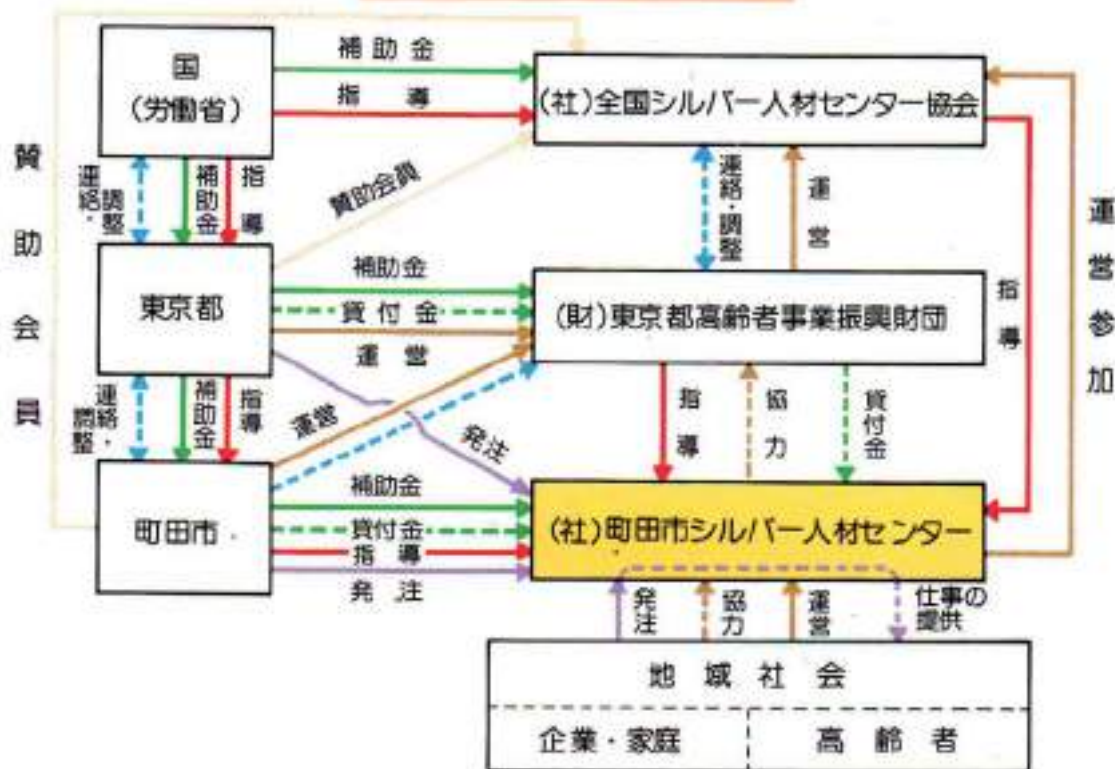 補助金
国
(労働省)
指導
(社)全国シルバー人材センター協会
賛助会員
連絡・調整
補助金
指導
賛助会員
連絡・調整
運営
運営参加
指導
東京都
補助金
貸付金
運営
(財)東京都高齢者事業振興財団
連絡・調整
補助金
指導
運営
発注
指導
協力
貸付金
町田市
補助金
貸付金
指導
発注
(社)町田市シルバー人材センター
発注
協力
運営
仕事の提供
地域社会
企業・家庭
高齢者